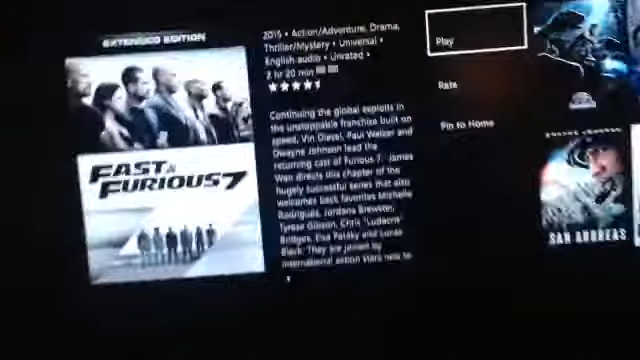 EXTENDED EDITION
FAST &
FURIOUS 7
2015 • Action/Adventure, Drama,
Thriller/Mystery • Universal •
English audio • Unrated •
2 hr 20 min
Continuing the global exploits in
the unstoppable franchise built on
speed, Vin Diesel, Paul Walker and
Dwayne Johnson lead the
returning cast of Furious 7. James
Wan directs this chapter of the
hugely successful series that also
welcomes back favorites Michelle
Rodriguez, Jordana Brewster,
Tyrese Gibson, Chris "Ludacris"
Bridges, Elsa Pataky and Lucas
Black. They are joined by
international action stars new to
Play
Rate
Pin to Home
SAN ANDREAS